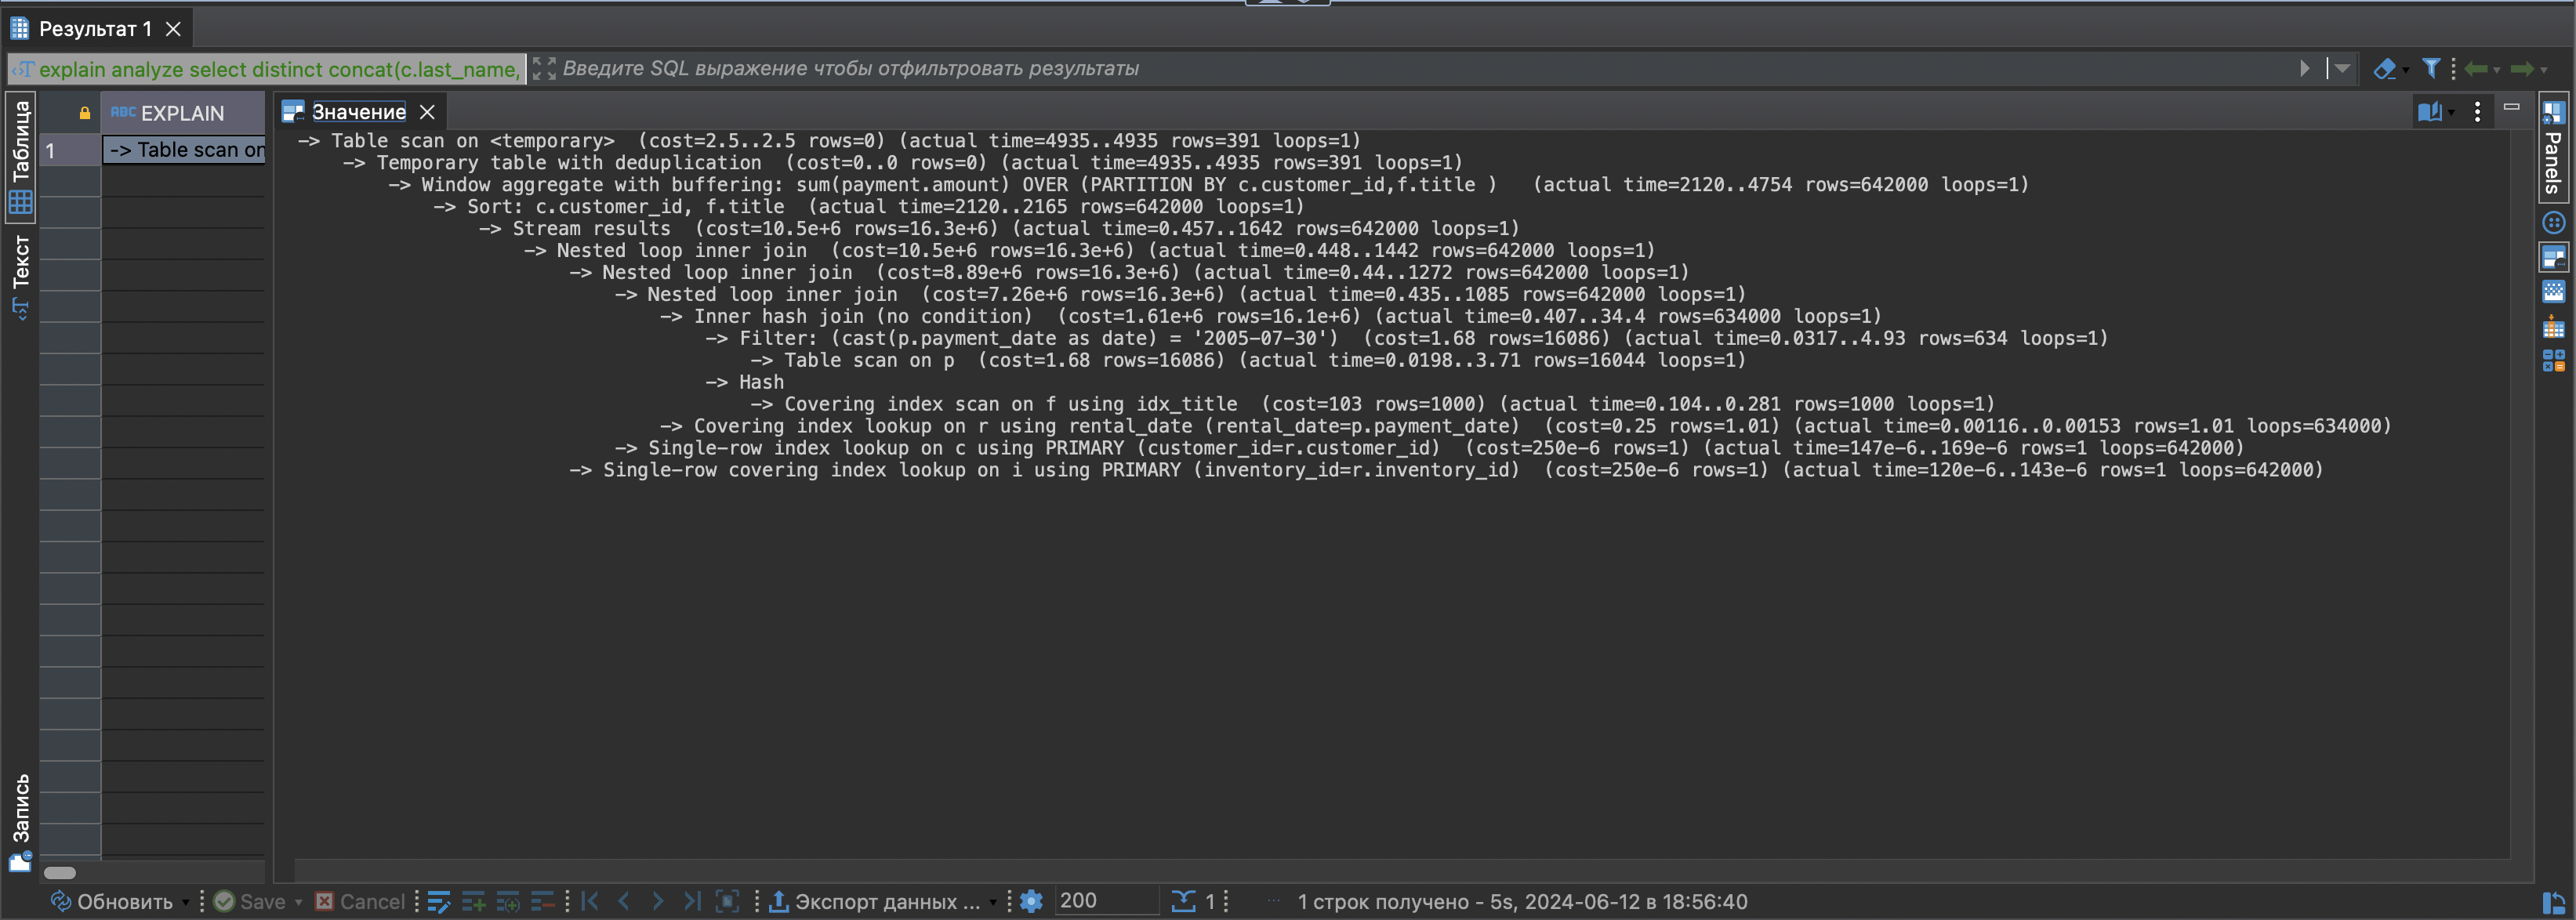 Результат 1
explain analyze select distinct concat(c.last_name,
Введите SQL выражение чтобы отфильтровать результаты
Таблица
Текст
Запись
ABC EXPLAIN
1
-> Table scan on
Значение
-> Table scan on <temporary>  (cost=2.5..2.5 rows=0) (actual time=4935..4935 rows=391 loops=1)
-> Temporary table with deduplication  (cost=0..0 rows=0) (actual time=4935..4935 rows=391 loops=1)
-> Window aggregate with buffering: sum(payment.amount) OVER (PARTITION BY c.customer_id,f.title )   (actual time=2120..4754 rows=642000 loops=1)
-> Sort: c.customer_id, f.title  (actual time=2120..2165 rows=642000 loops=1)
-> Stream results  (cost=10.5e+6 rows=16.3e+6) (actual time=0.457..1642 rows=642000 loops=1)
-> Nested loop inner join  (cost=10.5e+6 rows=16.3e+6) (actual time=0.448..1442 rows=642000 loops=1)
-> Nested loop inner join  (cost=8.89e+6 rows=16.3e+6) (actual time=0.44..1272 rows=642000 loops=1)
-> Nested loop inner join  (cost=7.26e+6 rows=16.3e+6) (actual time=0.435..1085 rows=642000 loops=1)
-> Inner hash join (no condition)  (cost=1.61e+6 rows=16.1e+6) (actual time=0.407..34.4 rows=634000 loops=1)
-> Filter: (cast(p.payment_date as date) = '2005-07-30')  (cost=1.68 rows=16086) (actual time=0.0317..4.93 rows=634 loops=1)
-> Table scan on p  (cost=1.68 rows=16086) (actual time=0.0198..3.71 rows=16044 loops=1)
-> Hash
-> Covering index scan on f using idx_title  (cost=103 rows=1000) (actual time=0.104..0.281 rows=1000 loops=1)
-> Covering index lookup on r using rental_date (rental_date=p.payment_date)  (cost=0.25 rows=1.01) (actual time=0.00116..0.00153 rows=1.01 loops=634000)
-> Single-row index lookup on c using PRIMARY (customer_id=r.customer_id)  (cost=250e-6 rows=1) (actual time=147e-6..169e-6 rows=1 loops=642000)
-> Single-row covering index lookup on i using PRIMARY (inventory_id=r.inventory_id)  (cost=250e-6 rows=1) (actual time=120e-6..143e-6 rows=1 loops=642000)
Panels
Обновить
Save
Cancel
Экспорт данных ...
200
1
1 строк получено - 5s, 2024-06-12 в 18:56:40